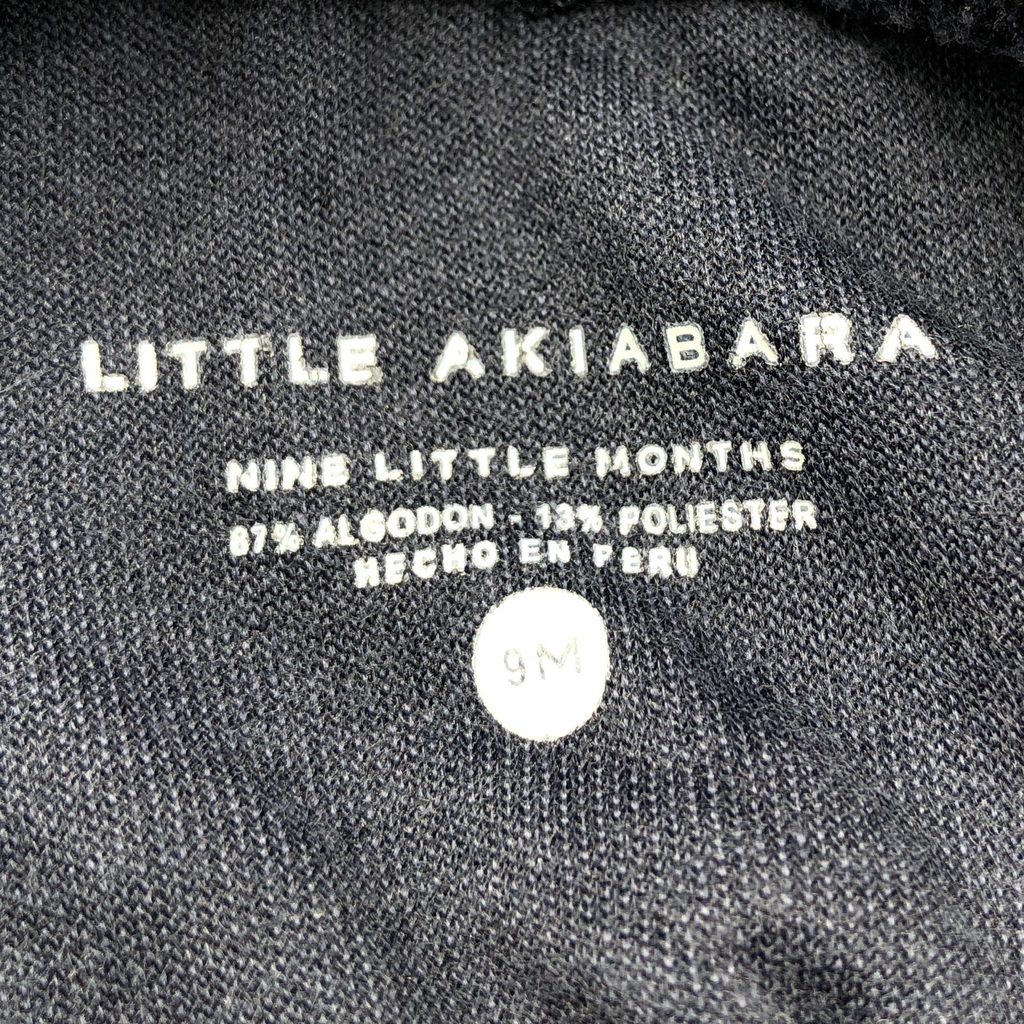 LITTLE AKIABARA
NINE LITTLE MONTHS
87% ALGODON - 13% POLIESTER
HECHO EN PERU
9M